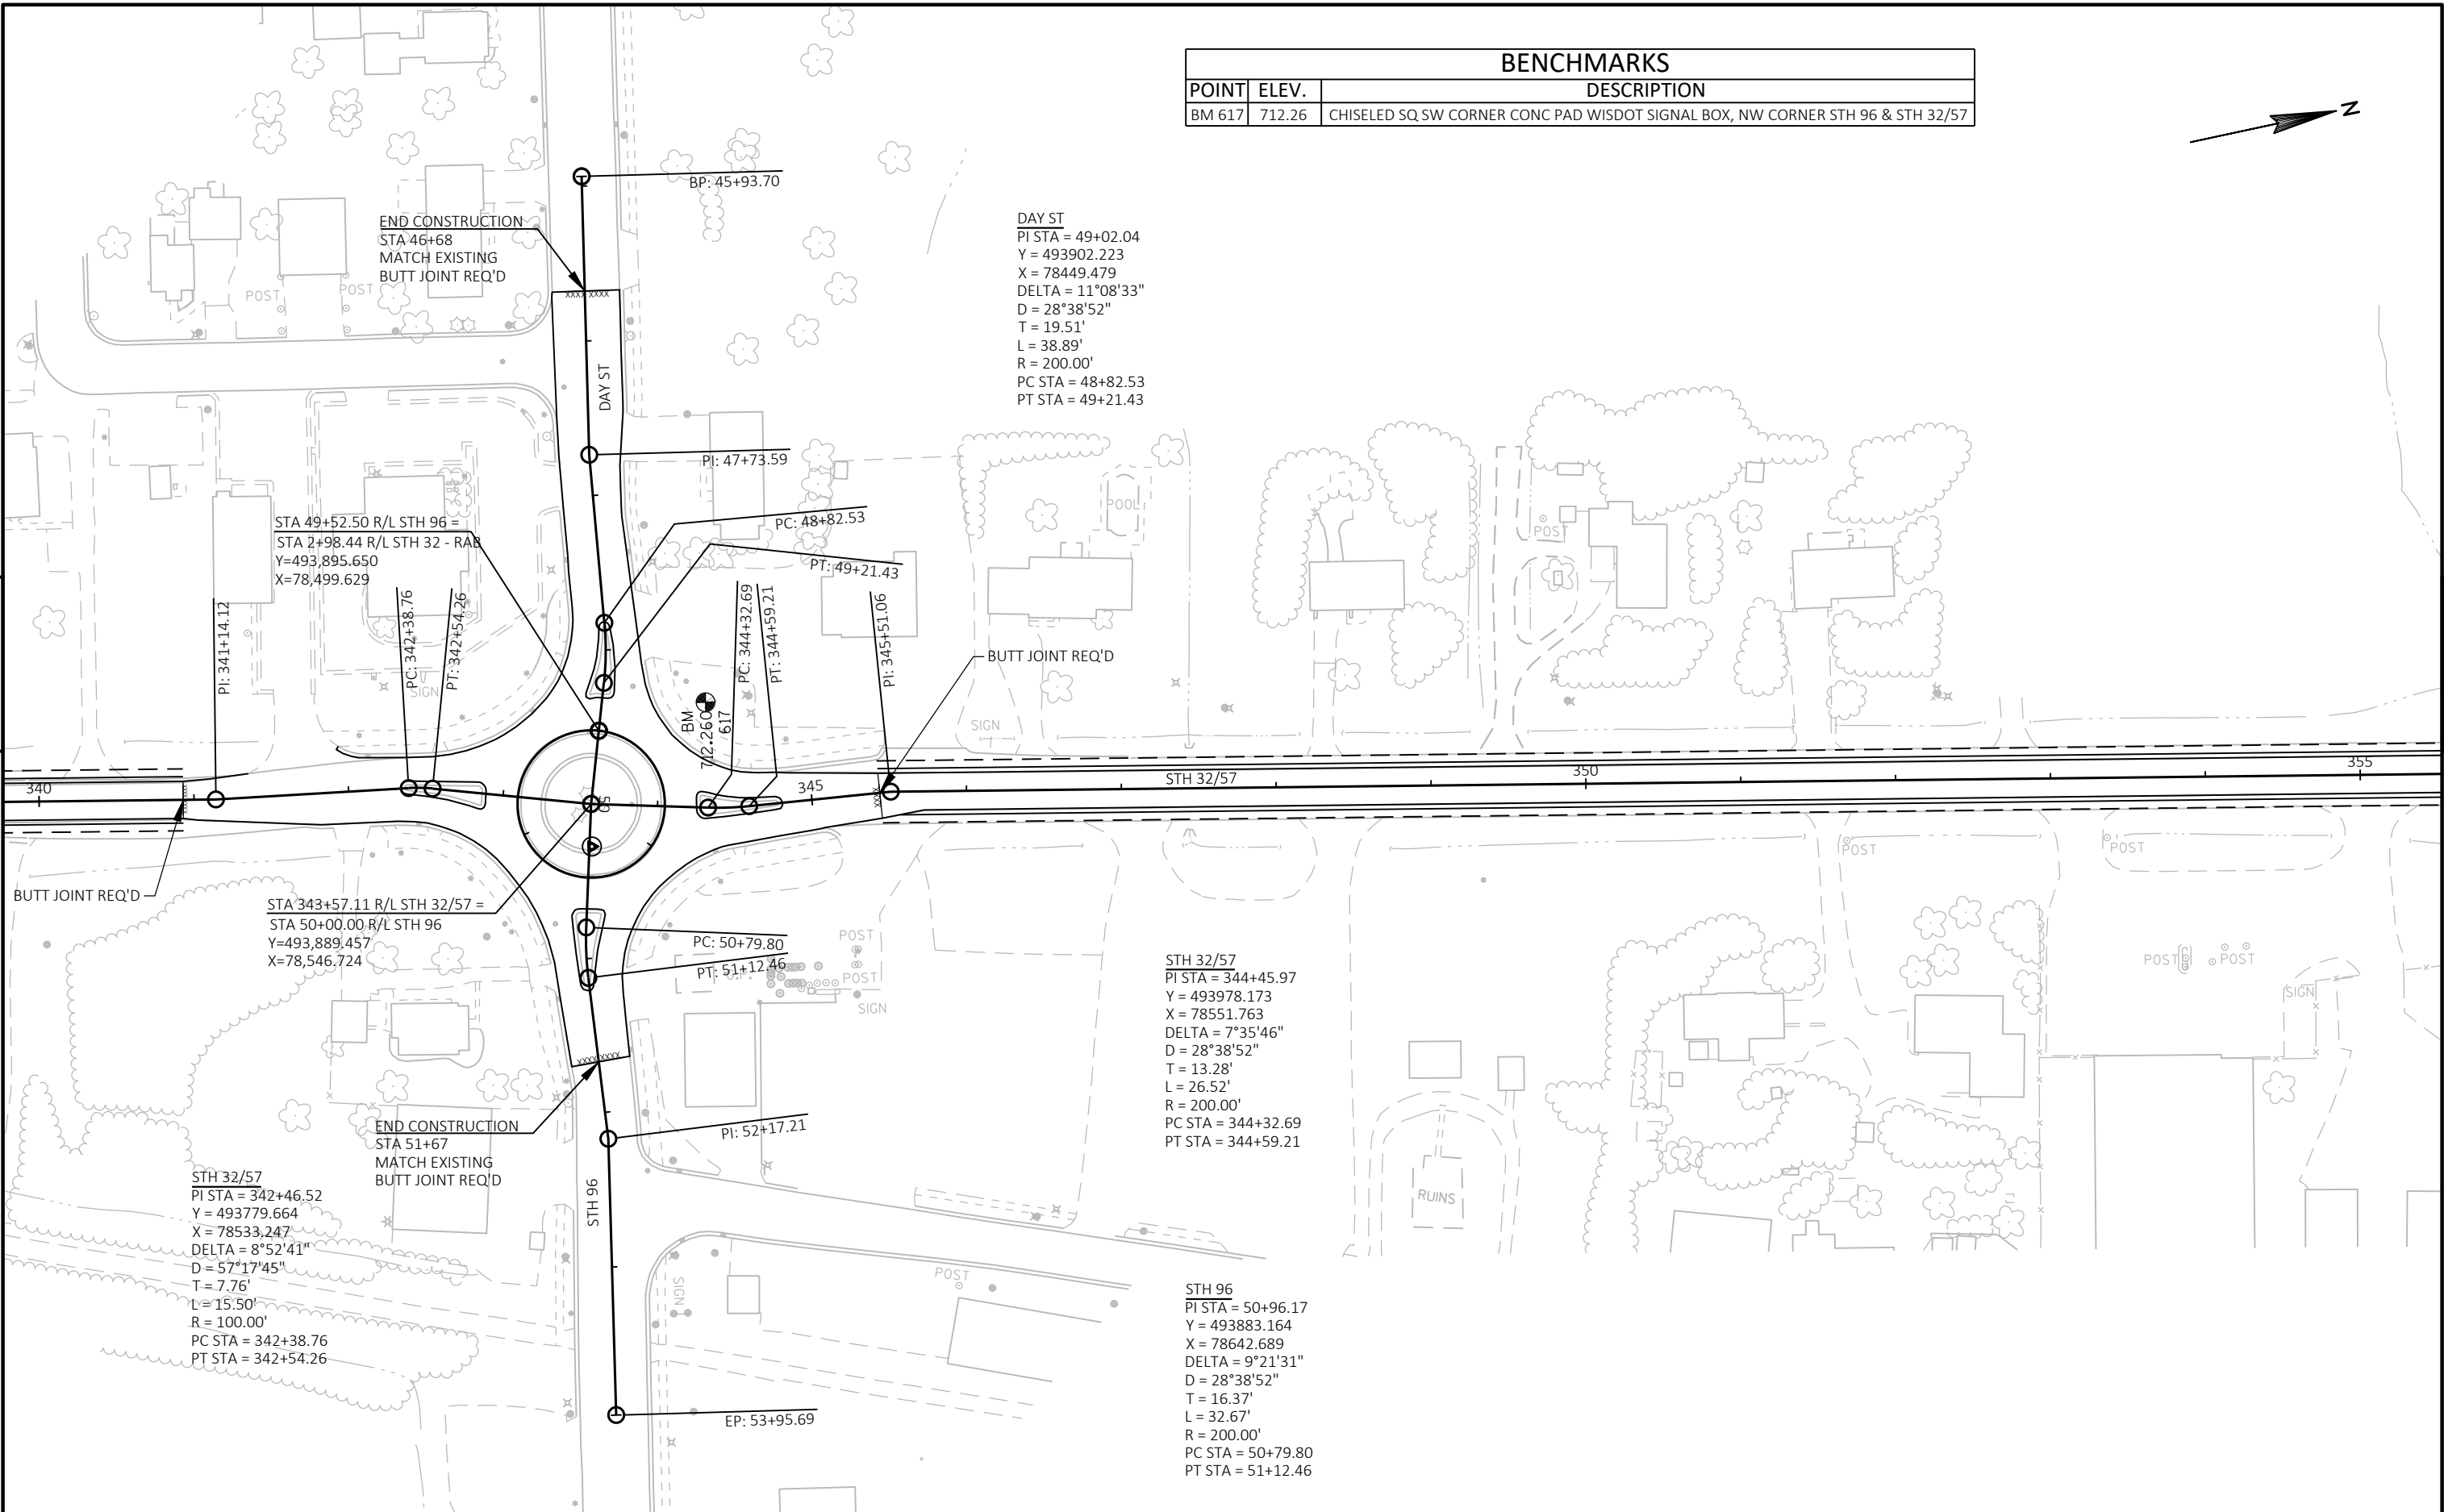 BENCHMARKS
POINT ELEV. DESCRIPTION
BM 617 712.26 CHISELED SQ SW CORNER CONC PAD WISDOT SIGNAL BOX, NW CORNER STH 96 & STH 32/57
N
BP: 45+93.70
END CONSTRUCTION
STA 46+68
MATCH EXISTING
BUTT JOINT REQ'D
DAY ST
PI STA = 49+02.04
Y = 493902.223
X = 78449.479
DELTA = 11°08'33"
D = 28°38'52"
T = 19.51'
L = 38.89'
R = 200.00'
PC STA = 48+82.53
PT STA = 49+21.43
POST
POST
XXXX XXXX
DAY ST
PI: 47+73.59
PC: 48+82.53
PT: 49+21.43
STA 49+52.50 R/L STH 96 =
STA 2+98.44 R/L STH 32 - RAB
Y=493,895.650
X=78,499.629
POOL
POST
PI: 341+14.12
PC: 342+38.76
PT: 342+54.26
SIGN
PC: 344+32.69
PT: 344+59.21
PI: 345+51.06
BUTT JOINT REQ'D
BM
712.260
617
SIGN
340
50
345
XXXX
STH 32/57
350
355
BUTT JOINT REQ'D
STA 343+57.11 R/L STH 32/57 =
STA 50+00.00 R/L STH 96
Y=493,889.457
X=78,546.724
POST
POST
PC: 50+79.80
PT: 51+12.46
POST
POST
SIGN
POST
POST
SIGN
STH 32/57
PI STA = 344+45.97
Y = 493978.173
X = 78551.763
DELTA = 7°35'46"
D = 28°38'52"
T = 13.28'
L = 26.52'
R = 200.00'
PC STA = 344+32.69
PT STA = 344+59.21
XXXX XXXX
END CONSTRUCTION
STA 51+67
MATCH EXISTING
BUTT JOINT REQ'D
PI: 52+17.21
STH 96
RUINS
STH 32/57
PI STA = 342+46.52
Y = 493779.664
X = 78533.247
DELTA = 8°52'41"
D = 57°17'45"
T = 7.76'
L = 15.50'
R = 100.00'
PC STA = 342+38.76
PT STA = 342+54.26
SIGN
POST
STH 96
PI STA = 50+96.17
Y = 493883.164
X = 78642.689
DELTA = 9°21'31"
D = 28°38'52"
T = 16.37'
L = 32.67'
R = 200.00'
PC STA = 50+79.80
PT STA = 51+12.46
EP: 53+95.69